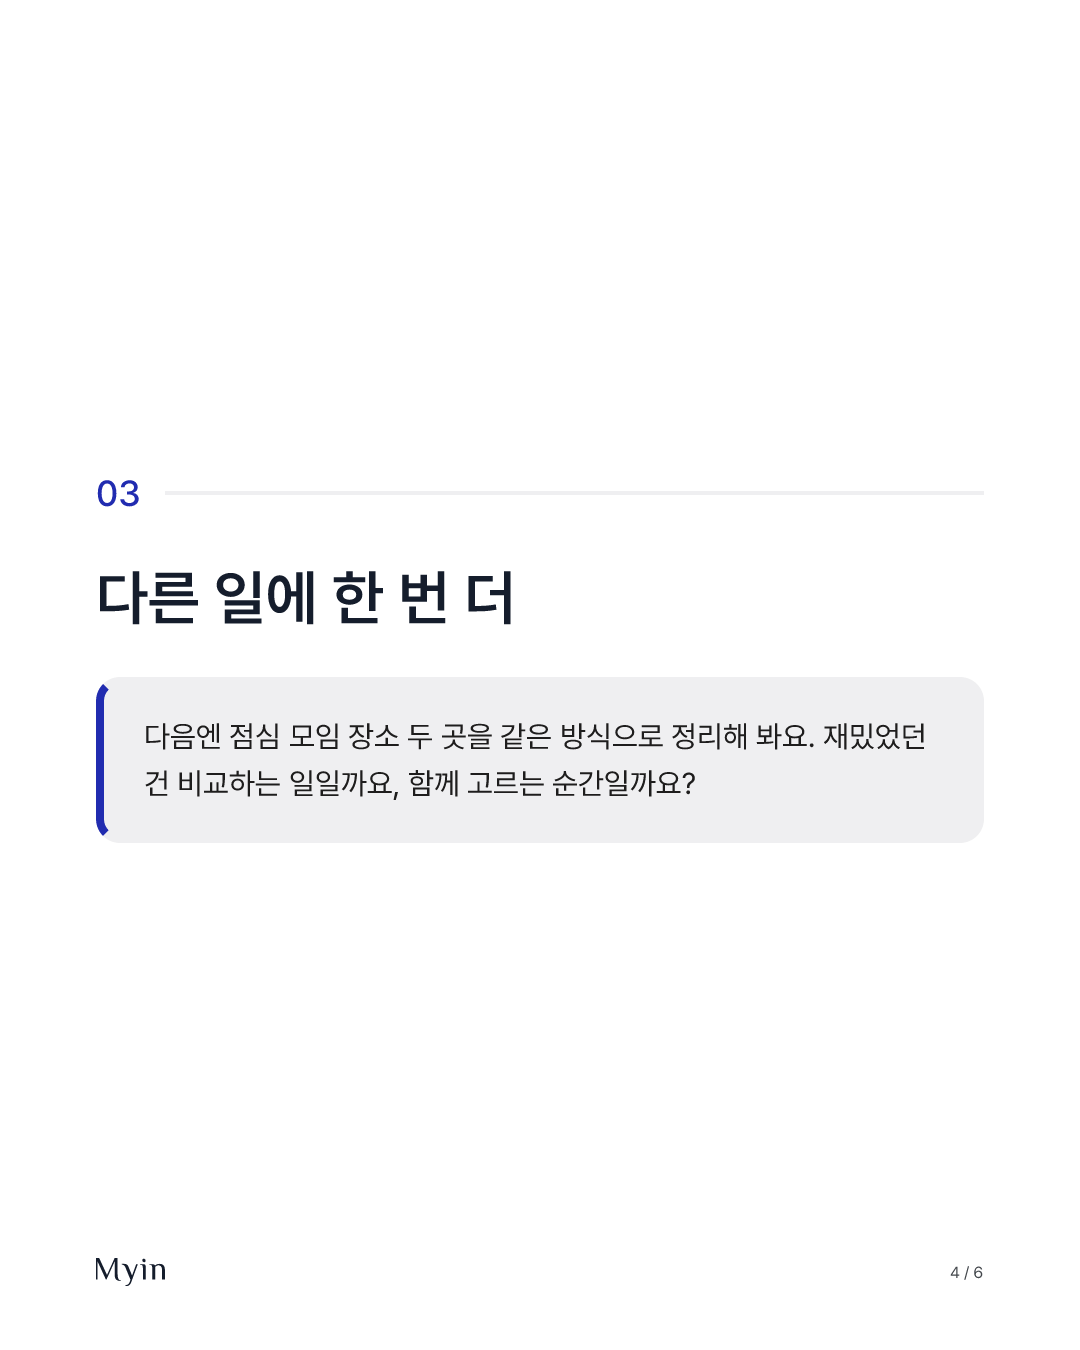 03
다른 일에 한 번 더
다음엔 점심 모임 장소 두 곳을 같은 방식으로 정리해 봐요. 재밌었던
건 비교하는 일일까요, 함께 고르는 순간일까요?
Myin
4 / 6